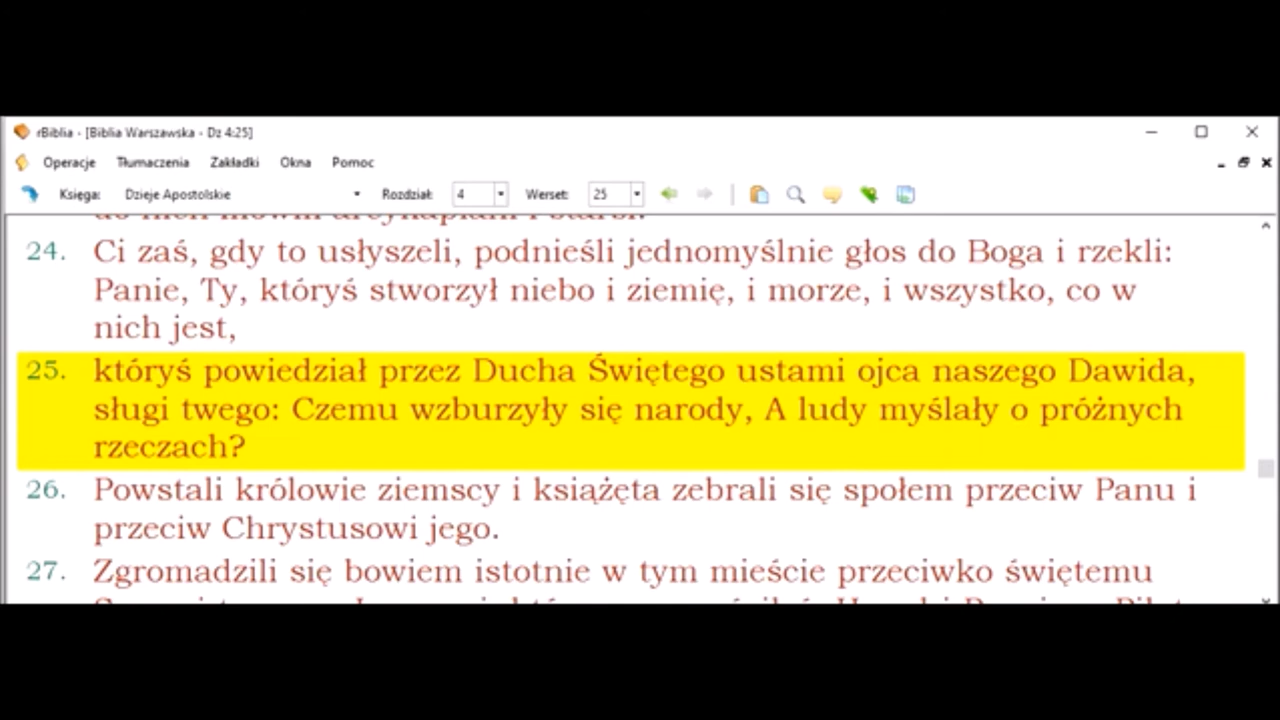 rBiblia - [Biblia Warszawska - Dz 4:25]
Operacje Tłumaczenia Zakładki Okna Pomoc
Księga: Dzieje Apostolskie Rozdział: 4 Werset: 25
24. Ci zaś, gdy to usłyszeli, podnieśli jednomyślnie głos do Boga i rzekli:
Panie, Ty, któryś stworzył niebo i ziemię, i morze, i wszystko, co w
nich jest,
25. któryś powiedział przez Ducha Świętego ustami ojca naszego Dawida,
sługi twego: Czemu wzburzyły się narody, A ludy myślały o próżnych
rzeczach?
26. Powstali królowie ziemscy i książęta zebrali się społem przeciw Panu i
przeciw Chrystusowi jego.
27. Zgromadzili się bowiem istotnie w tym mieście przeciwko świętemu